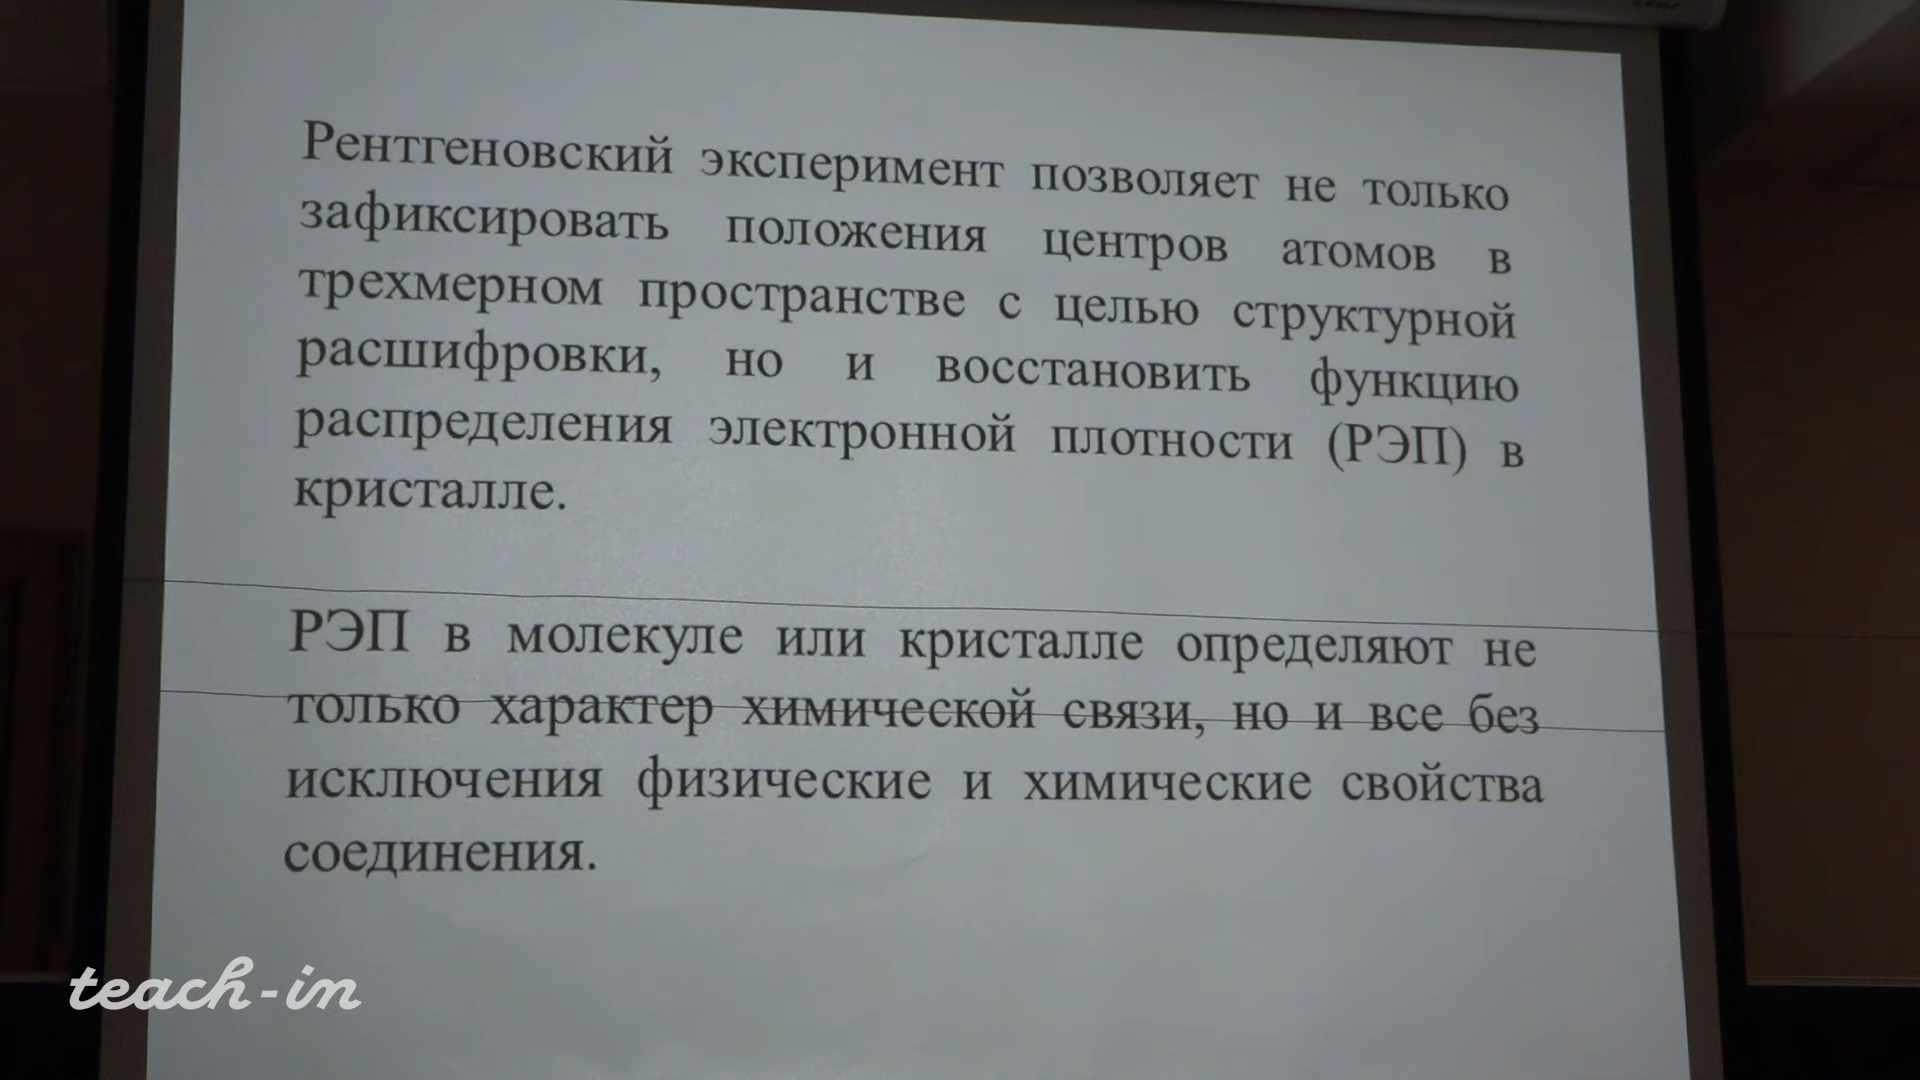 Рентгеновский эксперимент позволяет не только
зафиксировать положения центров атомов в
трехмерном пространстве с целью структурной
расшифровки, но и восстановить функцию
распределения электронной плотности (РЭП) в
кристалле.
РЭП в молекуле или кристалле определяют не
только характер химической связи, но и все без
исключения физические и химические свойства
соединения.
teach-in